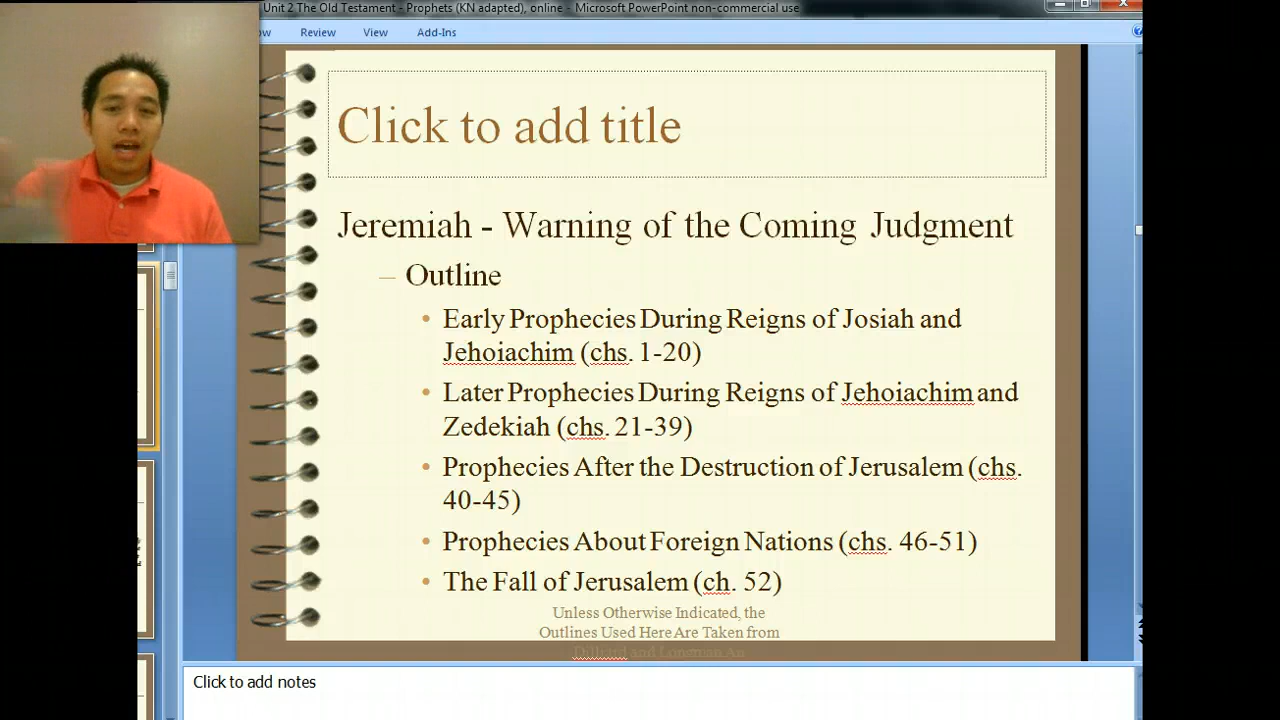 Unit 2 The Old Testament - Prophets (KN adapted), online - Microsoft PowerPoint non-commercial use
Review View Add-Ins
Click to add title
Jeremiah - Warning of the Coming Judgment
– Outline
• Early Prophecies During Reigns of Josiah and
Jehoiachim (chs. 1-20)
• Later Prophecies During Reigns of Jehoiachim and
Zedekiah (chs. 21-39)
• Prophecies After the Destruction of Jerusalem (chs.
40-45)
• Prophecies About Foreign Nations (chs. 46-51)
• The Fall of Jerusalem (ch. 52)
Unless Otherwise Indicated, the
Outlines Used Here Are Taken from
Dillard and Longman An
Click to add notes